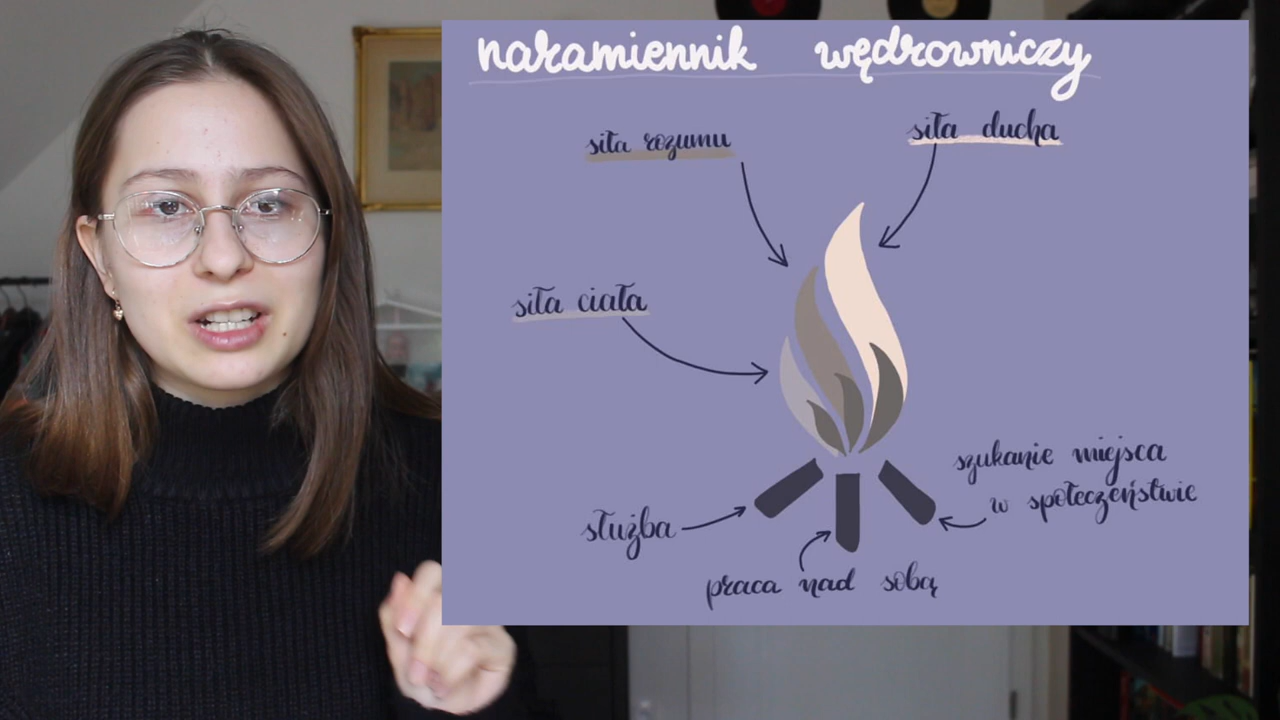 naramiennik wędrowniczy
siła rozumu
siła ducha
siła ciała
służba
praca nad sobą
szukanie miejsca
w społeczeństwie